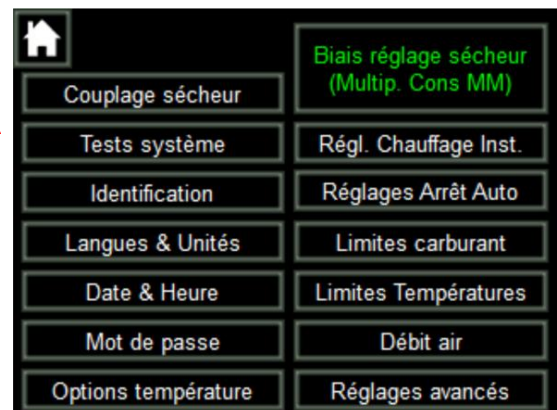 Couplage sécheur
Tests système
Identification
Langues & Unités
Date & Heure
Mot de passe
Options température
Biais réglage sécheur
(Multip. Cons MM)
Régl. Chauffage Inst.
Réglages Arrêt Auto
Limites carburant
Limites Températures
Débit air
Réglages avancés